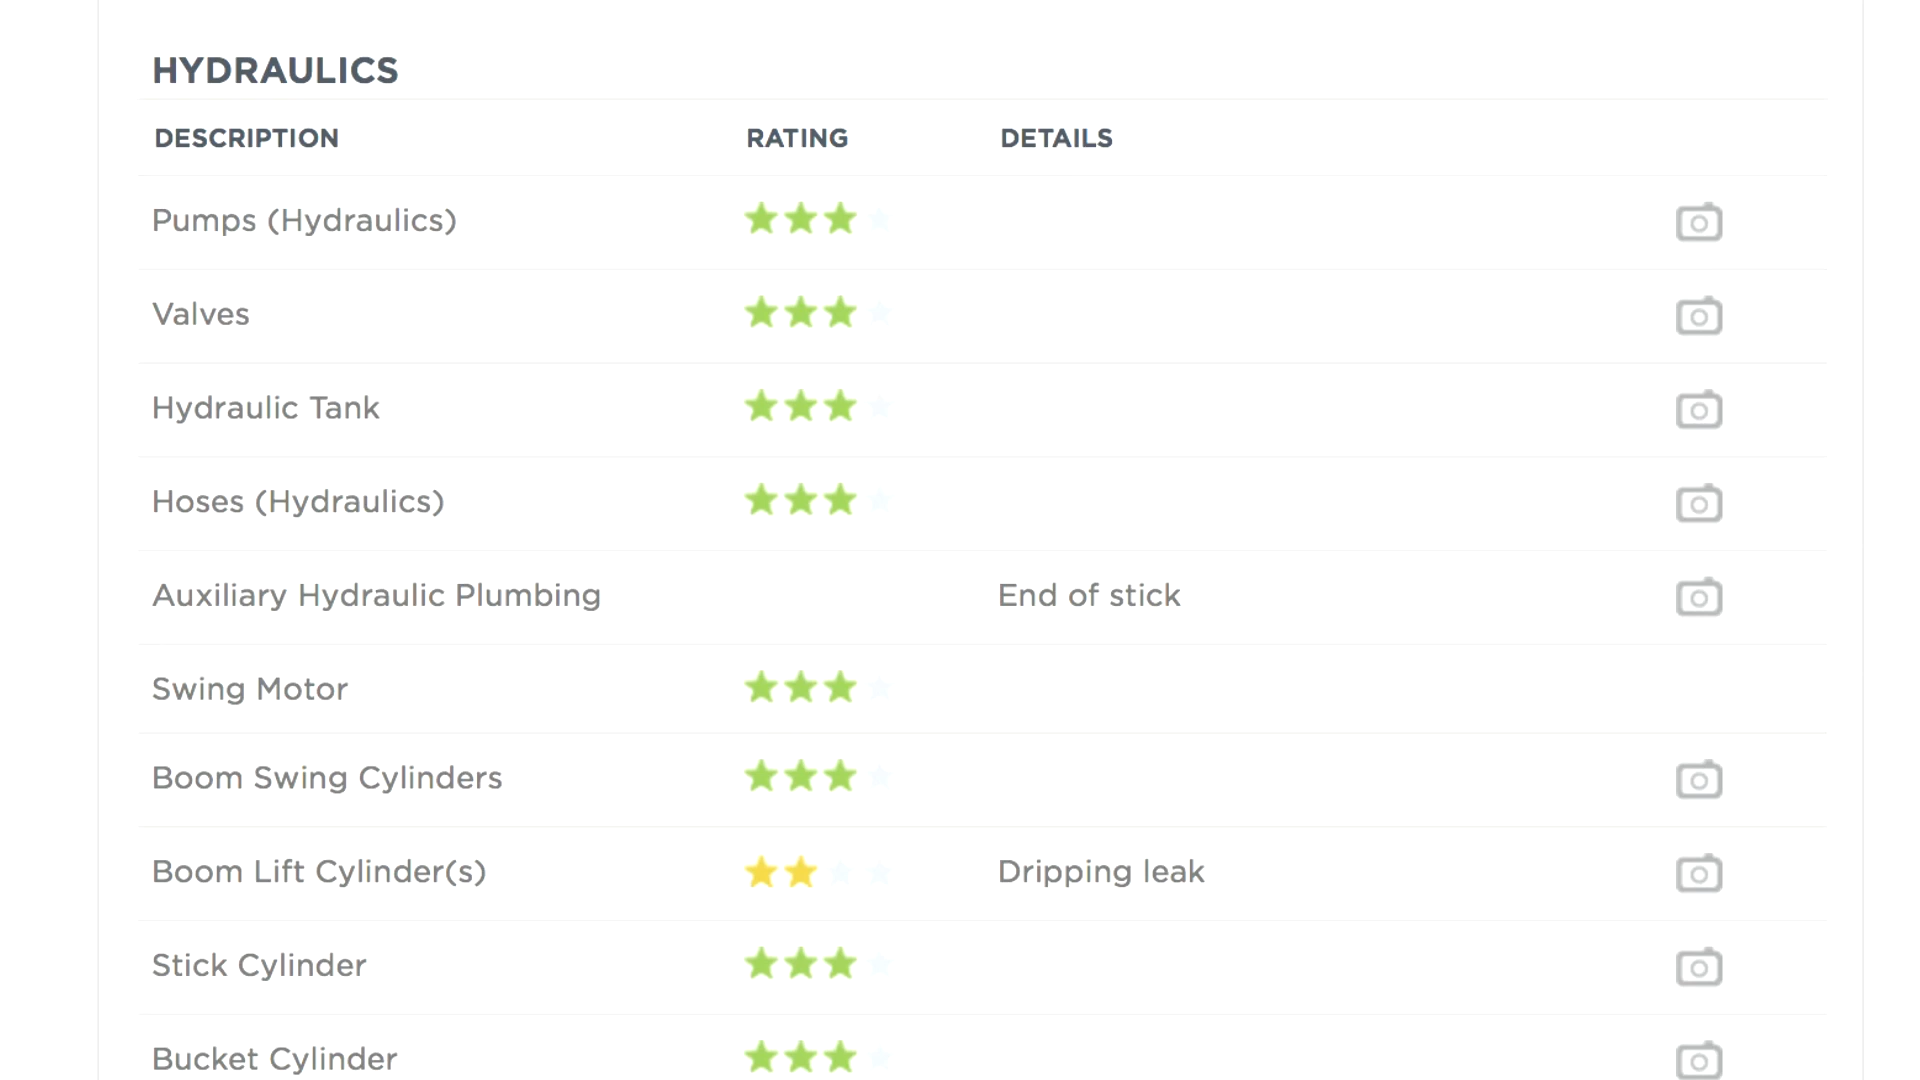 HYDRAULICS
DESCRIPTION RATING DETAILS
Pumps (Hydraulics)
Valves
Hydraulic Tank
Hoses (Hydraulics)
Auxiliary Hydraulic Plumbing End of stick
Swing Motor
Boom Swing Cylinders
Boom Lift Cylinder(s) Dripping leak
Stick Cylinder
Bucket Cylinder